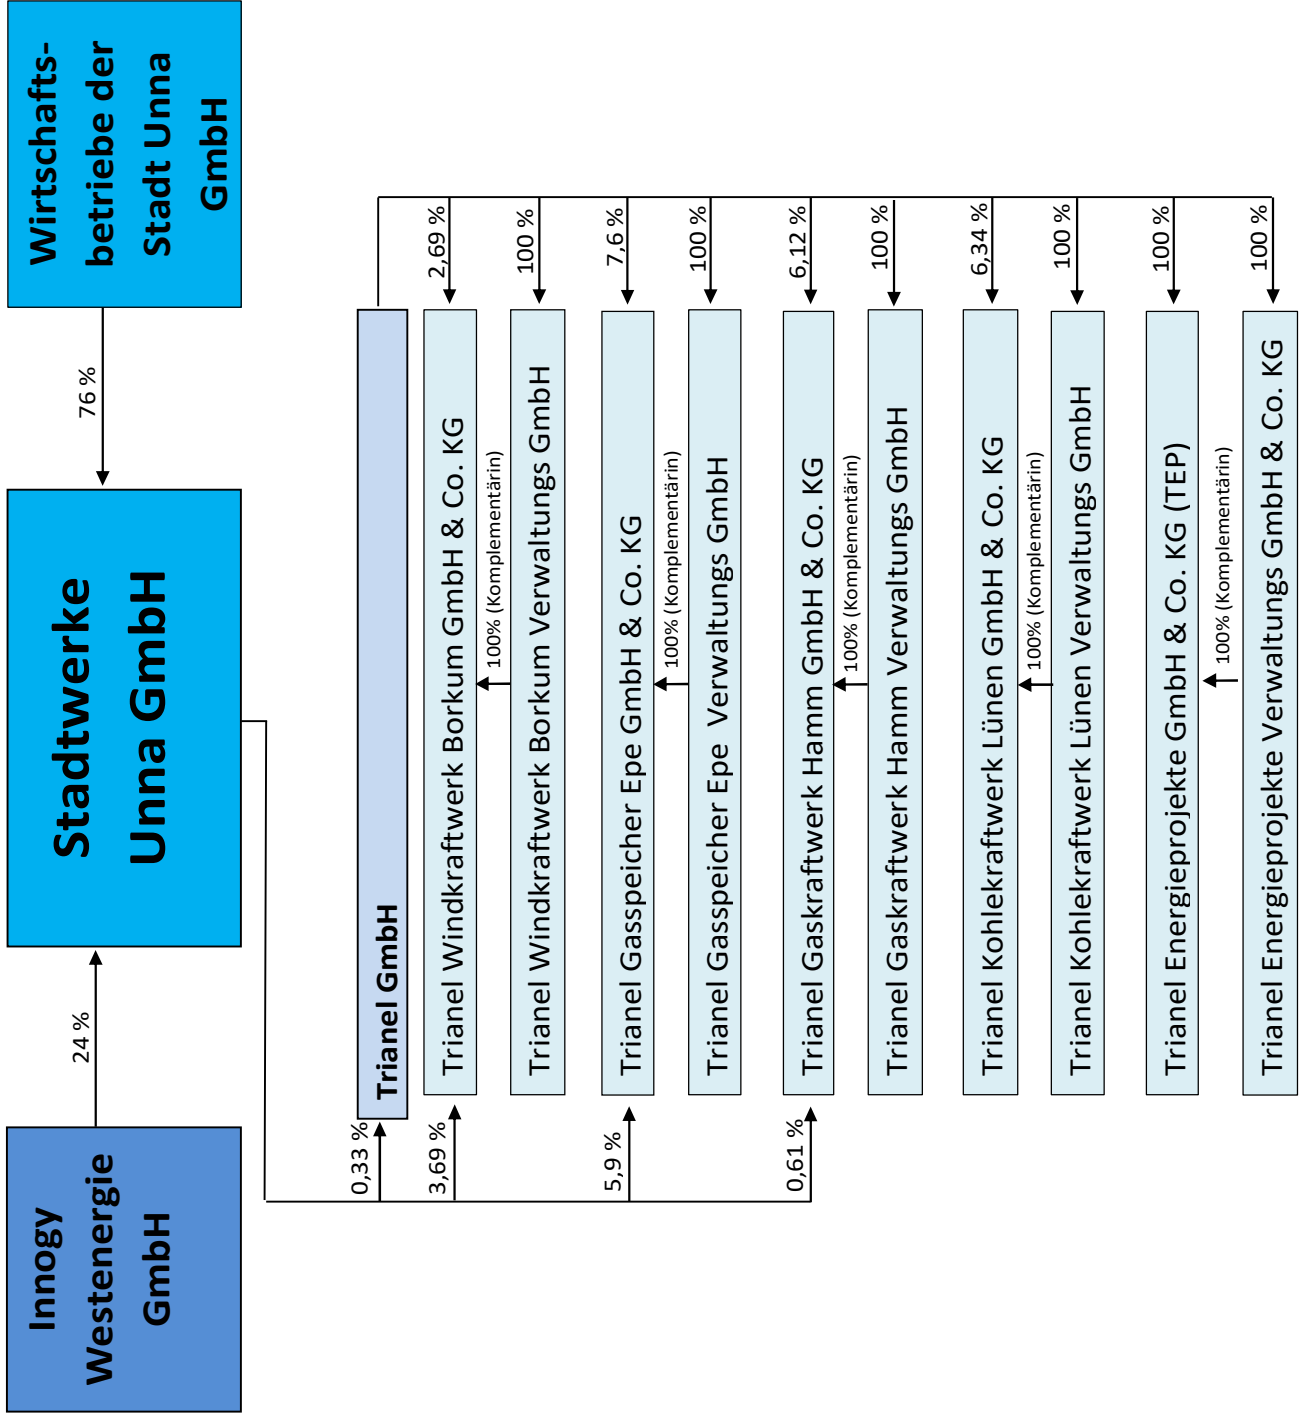 Innogy
Westenergie
GmbH
24 %
Stadtwerke
Unna GmbH
76 %
Wirtschafts-
betriebe der
Stadt Unna
GmbH
0,33 %
Trianel GmbH
3,69 %
Trianel Windkraftwerk Borkum GmbH & Co. KG
2,69 %
100% (Komplementärin)
Trianel Windkraftwerk Borkum Verwaltungs GmbH
100 %
5,9 %
Trianel Gasspeicher Epe GmbH & Co. KG
7,6 %
100% (Komplementärin)
Trianel Gasspeicher Epe  Verwaltungs GmbH
100 %
0,61 %
Trianel Gaskraftwerk Hamm GmbH & Co. KG
6,12 %
100% (Komplementärin)
Trianel Gaskraftwerk Hamm Verwaltungs GmbH
100 %
Trianel Kohlekraftwerk Lünen GmbH & Co. KG
6,34 %
100% (Komplementärin)
Trianel Kohlekraftwerk Lünen Verwaltungs GmbH
100 %
Trianel Energieprojekte GmbH & Co. KG (TEP)
100 %
100% (Komplementärin)
Trianel Energieprojekte Verwaltungs GmbH & Co. KG
100 %